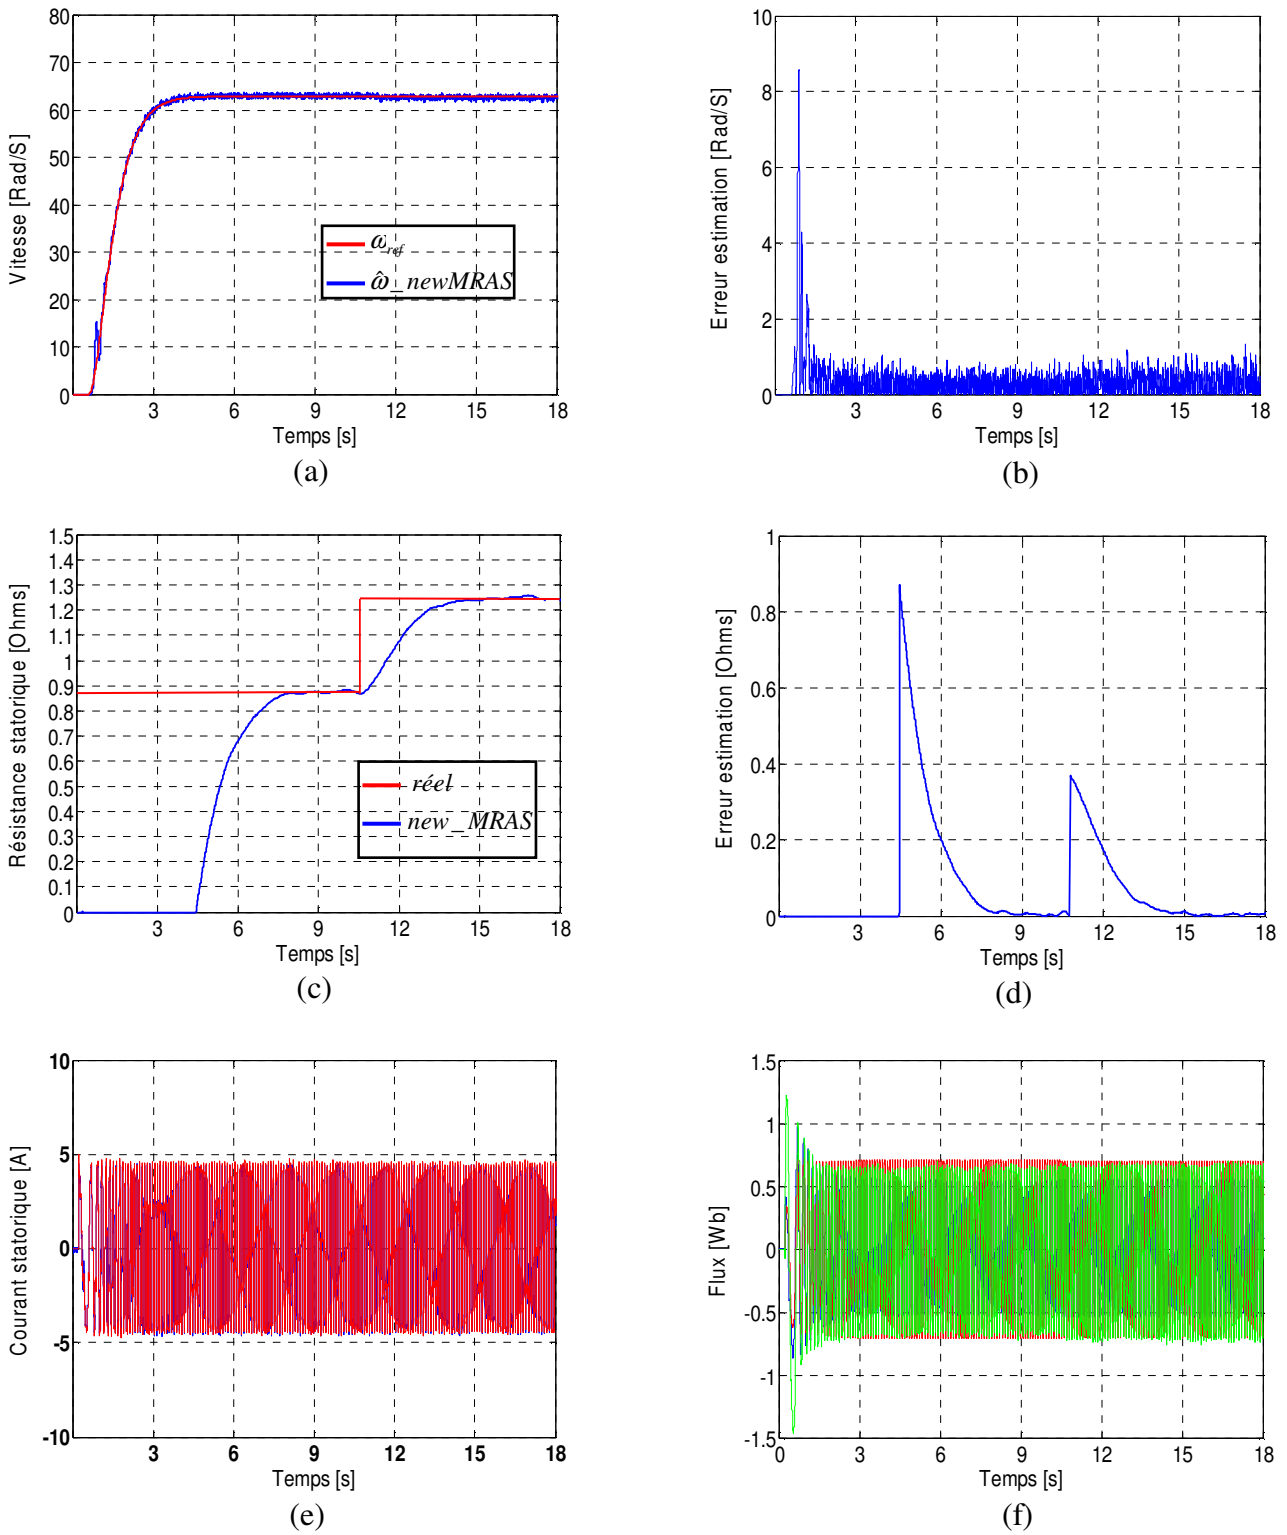 80
70
60
50
40
30
20
10
0
3 6 9 12 15 18
Vitesse [Rad/S]
Temps [s]
ω_ref
ω̂_newMRAS
(a)
10
8
6
4
2
0
3 6 9 12 15 18
Erreur estimation [Rad/S]
Temps [s]
(b)
1.5
1.4
1.3
1.2
1.1
1
0.9
0.8
0.7
0.6
0.5
0.4
0.3
0.2
0.1
0
3 6 9 12 15 18
Résistance statorique [Ohms]
Temps [s]
réel
new_MRAS
(c)
1
0.8
0.6
0.4
0.2
0
3 6 9 12 15 18
Erreur estimation [Ohms]
Temps [s]
(d)
10
5
0
-5
-10
3 6 9 12 15 18
Courant statorique [A]
Temps [s]
(e)
1.5
1
0.5
0
-0.5
-1
-1.5
0 3 6 9 12 15 18
Flux [Wb]
Temps [s]
(f)